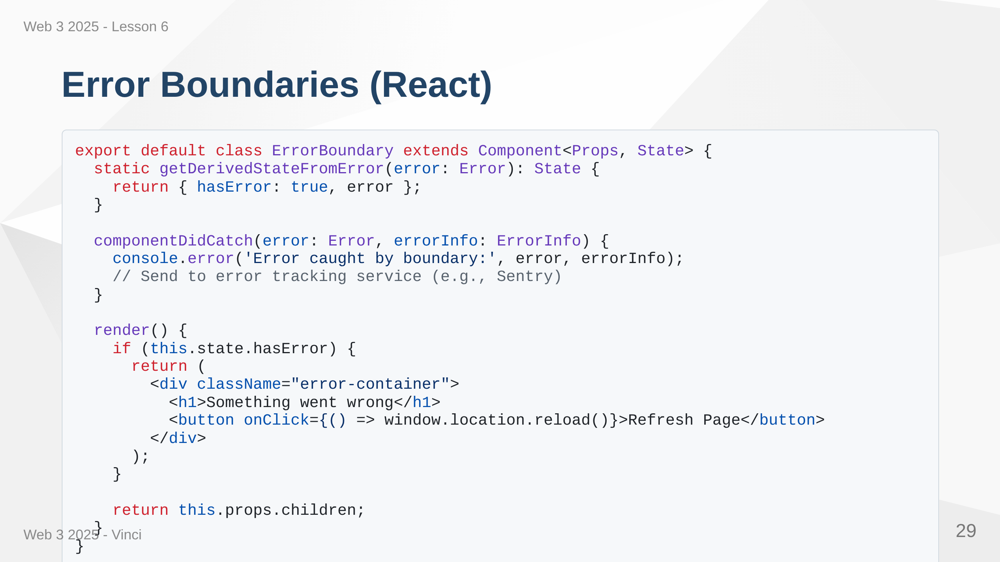 Web 3 2025 - Lesson 6
Error Boundaries (React)
export default class ErrorBoundary extends Component<Props, State> {
  static getDerivedStateFromError(error: Error): State {
    return { hasError: true, error };
  }

  componentDidCatch(error: Error, errorInfo: ErrorInfo) {
    console.error('Error caught by boundary:', error, errorInfo);
    // Send to error tracking service (e.g., Sentry)
  }

  render() {
    if (this.state.hasError) {
      return (
        <div className="error-container">
          <h1>Something went wrong</h1>
          <button onClick={() => window.location.reload()}>Refresh Page</button>
        </div>
      );
    }

    return this.props.children;
  }
}
Web 3 2025 - Vinci
29